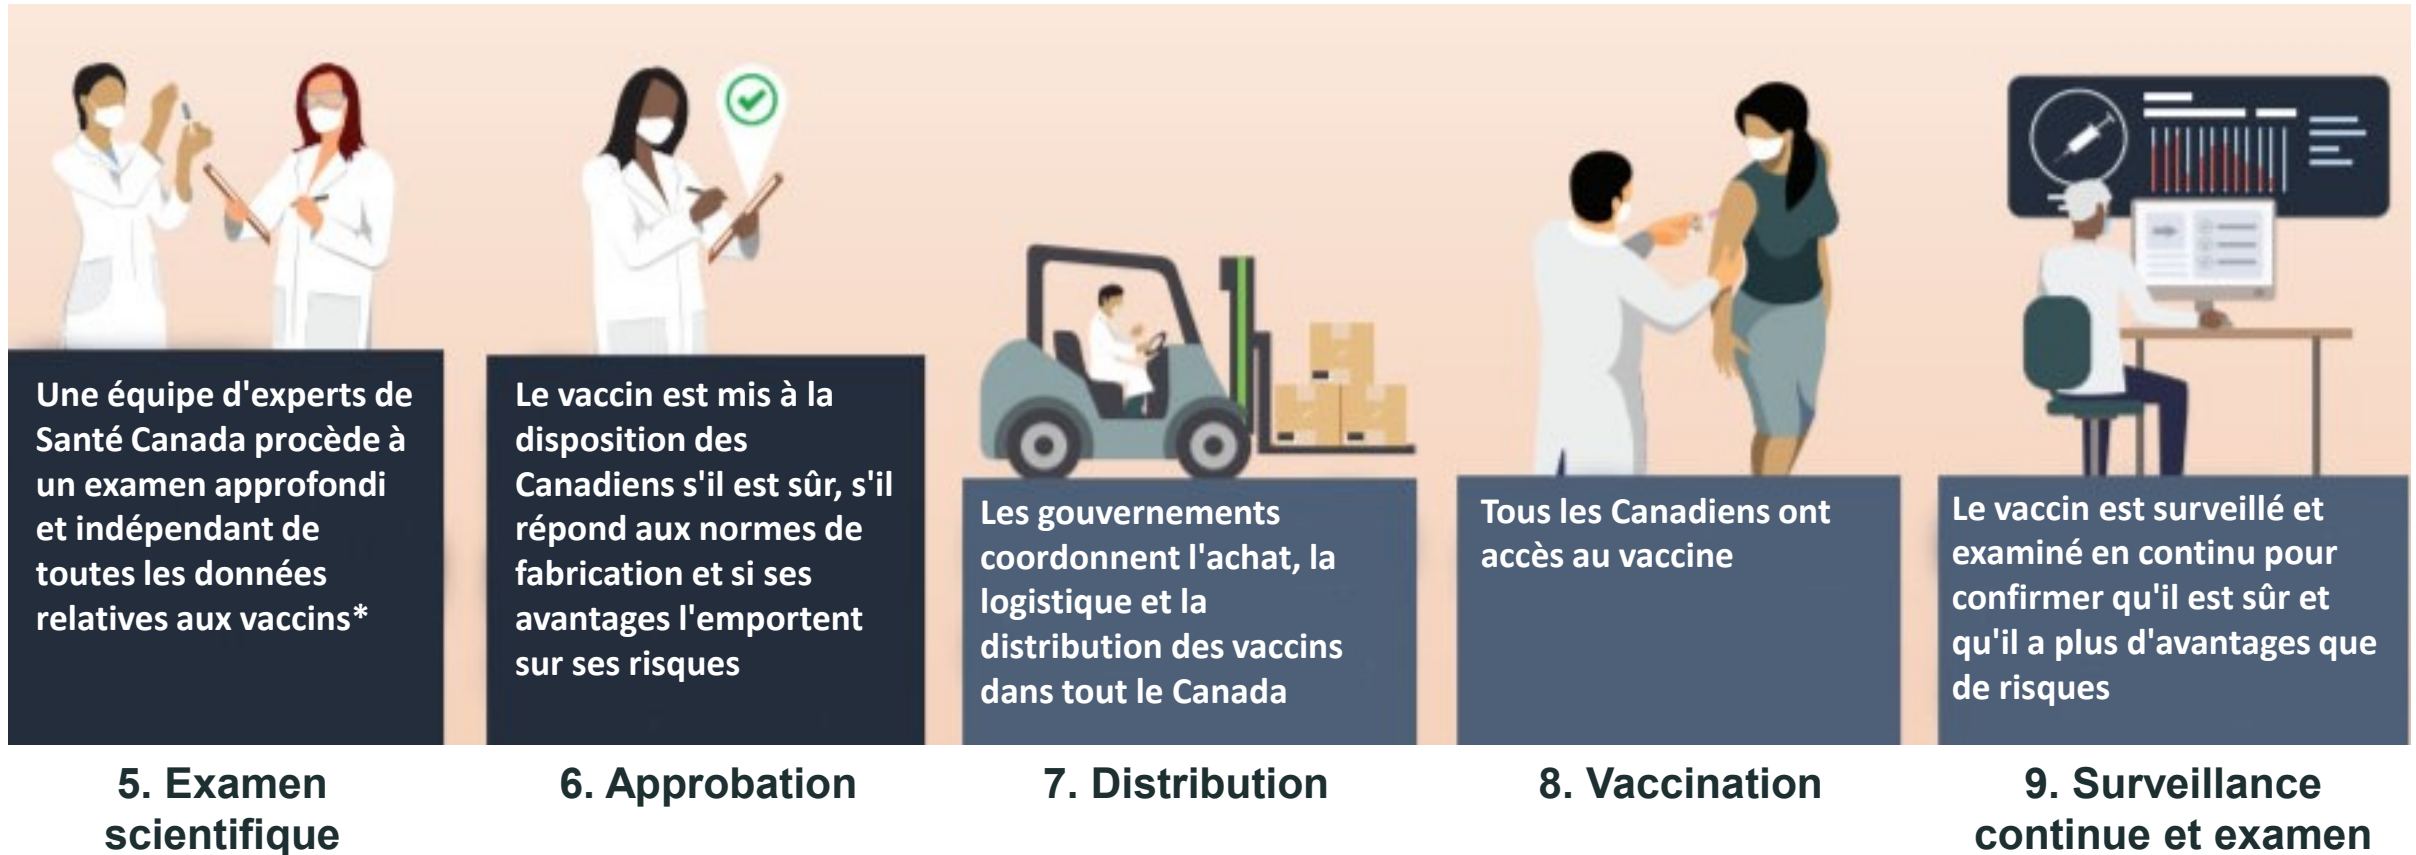 Une équipe d'experts de
Santé Canada procède à
un examen approfondi
et indépendant de
toutes les données
relatives aux vaccins*
Le vaccin est mis à la
disposition des
Canadiens s'il est sûr, s'il
répond aux normes de
fabrication et si ses
avantages l'emportent
sur ses risques
Les gouvernements
coordonnent l'achat, la
logistique et la
distribution des vaccins
dans tout le Canada
Tous les Canadiens ont
accès au vaccine
Le vaccin est surveillé et
examiné en continu pour
confirmer qu'il est sûr et
qu'il a plus d'avantages que
de risques
5. Examen
scientifique
6. Approbation
7. Distribution
8. Vaccination
9. Surveillance
continue et examen